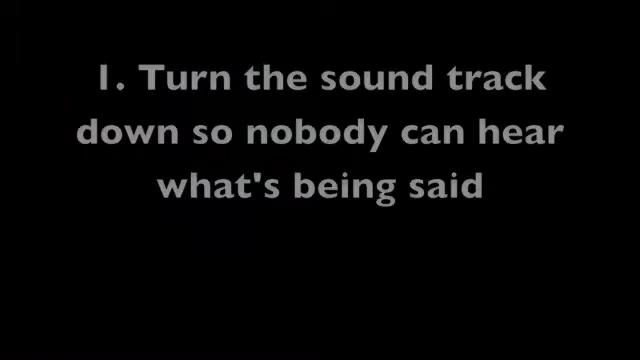 1. Turn the sound track
down so nobody can hear
what's being said